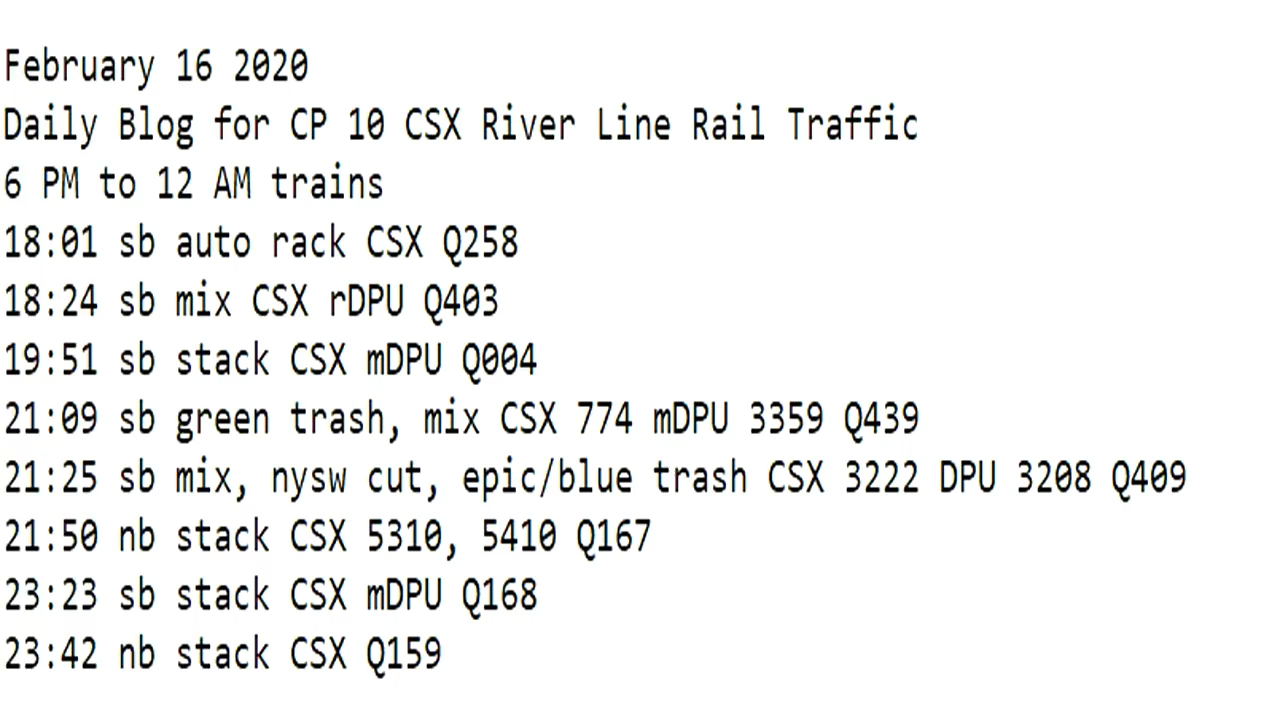 February 16 2020
Daily Blog for CP 10 CSX River Line Rail Traffic
6 PM to 12 AM trains
18:01 sb auto rack CSX Q258
18:24 sb mix CSX rDPU Q403
19:51 sb stack CSX mDPU Q004
21:09 sb green trash, mix CSX 774 mDPU 3359 Q439
21:25 sb mix, nysw cut, epic/blue trash CSX 3222 DPU 3208 Q409
21:50 nb stack CSX 5310, 5410 Q167
23:23 sb stack CSX mDPU Q168
23:42 nb stack CSX Q159